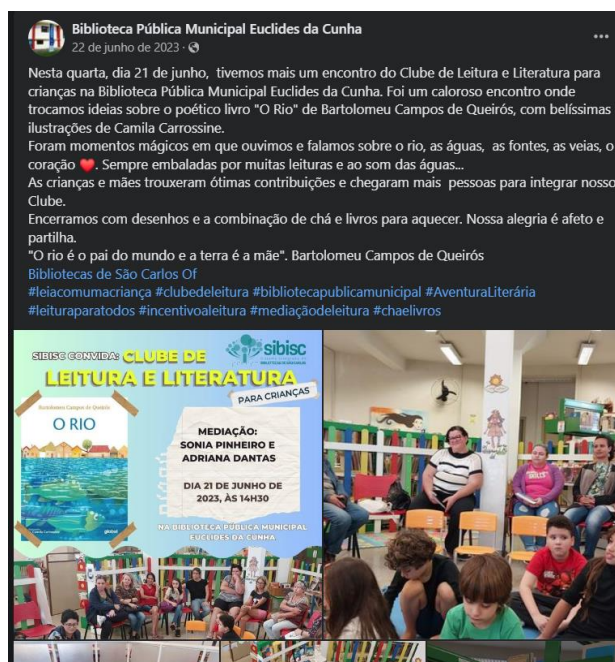 Biblioteca Pública Municipal Euclides da Cunha
22 de junho de 2023 ·
Nesta quarta, dia 21 de junho, tivemos mais um encontro do Clube de Leitura e Literatura para
crianças na Biblioteca Pública Municipal Euclides da Cunha. Foi um caloroso encontro onde
trocamos ideias sobre o poético livro "O Rio" de Bartolomeu Campos de Queirós, com belíssimas
ilustrações de Camila Carrossine.
Foram momentos mágicos em que ouvimos e falamos sobre o rio, as águas, as fontes, as veias, o
coração ❤️. Sempre embaladas por muitas leituras e ao som das águas...
As crianças e mães trouxeram ótimas contribuições e chegaram mais pessoas para integrar nosso
Clube.
Encerramos com desenhos e a combinação de chá e livros para aquecer. Nossa alegria é afeto e
partilha.
"O rio é o pai do mundo e a terra é a mãe". Bartolomeu Campos de Queirós
Bibliotecas de São Carlos Of
#leiacomumacriança #clubedeleitura #bibliotecapublicamunicipal #AventuraLiterária
#leituraparatodos #incentivoaleitura #mediaçãodeleitura #chaelivros
SIBISC CONVIDA: CLUBE DE
LEITURA E LITERATURA
PARA CRIANÇAS
sibisc
Bartolomeu Campos de Queirós
O RIO
global
MEDIAÇÃO:
SONIA PINHEIRO E
ADRIANA DANTAS
DIA 21 DE JUNHO DE
2023, ÀS 14H30
NA BIBLIOTECA PÚBLICA MUNICIPAL
EUCLIDES DA CUNHA